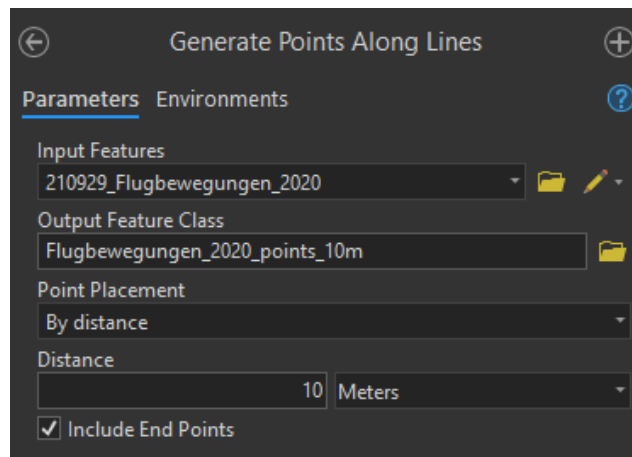 Generate Points Along Lines
Parameters Environments
Input Features
210929_Flugbewegungen_2020
Output Feature Class
Flugbewegungen_2020_points_10m
Point Placement
By distance
Distance
10 Meters
Include End Points